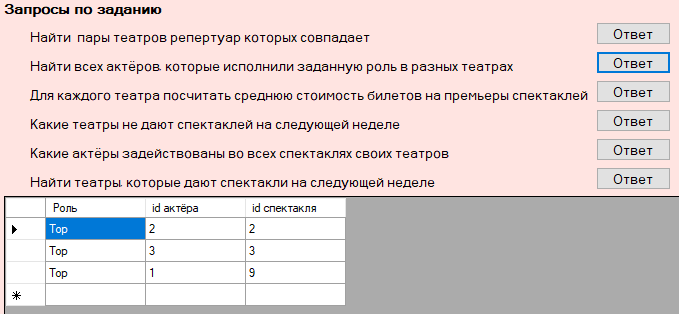 Запросы по заданию
Найти пары театров репертуар которых совпадает Ответ
Найти всех актёров, которые исполнили заданную роль в разных театрах Ответ
Для каждого театра посчитать среднюю стоимость билетов на премьеры спектаклей Ответ
Какие театры не дают спектаклей на следующей неделе Ответ
Какие актёры задействованы во всех спектаклях своих театров Ответ
Найти театры, которые дают спектакли на следующей неделе Ответ
Роль id актёра id спектакля
Тор 2 2
Тор 3 3
Тор 1 9